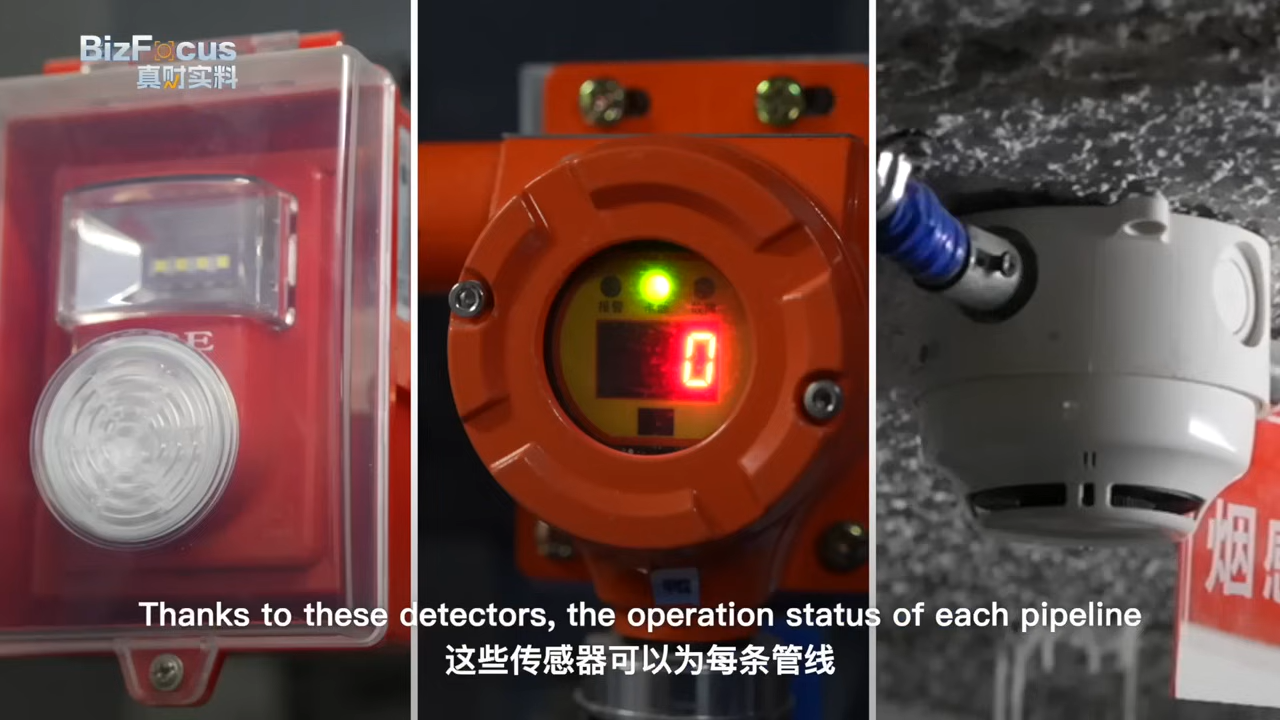 BizFocus
真财实料
0
烟感
Thanks to these detectors, the operation status of each pipeline
这些传感器可以为每条管线